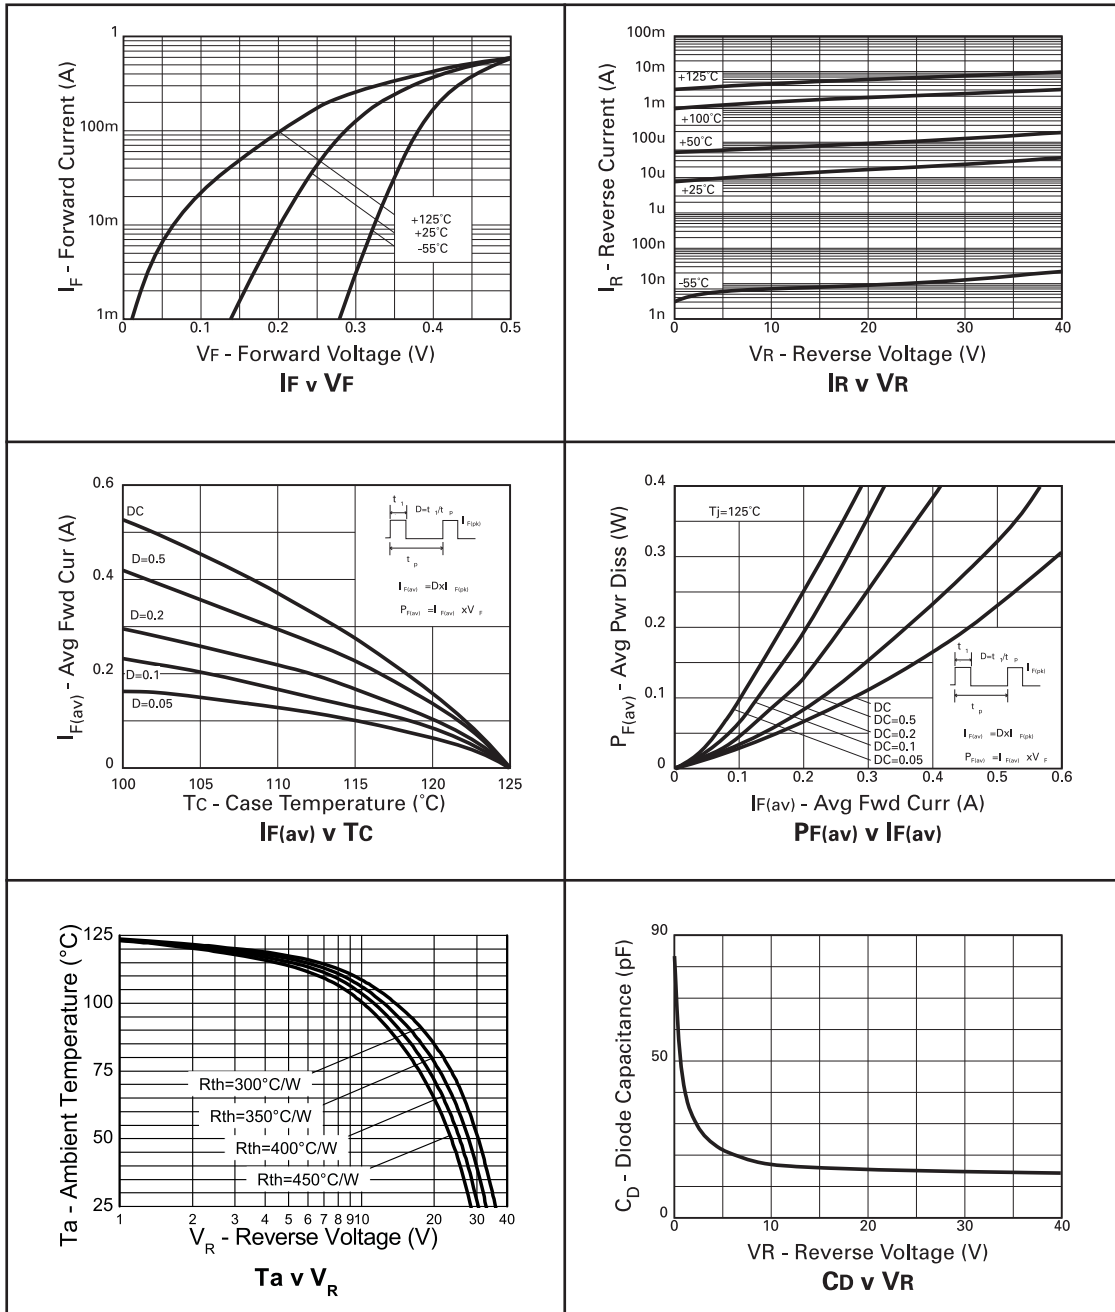 1
100m
10m
1m
0
0.1
0.2
0.3
0.4
0.5
+125°C
+25°C
-55°C
IF - Forward Current (A)
VF - Forward Voltage (V)
IF v VF
100m
10m
1m
100u
10u
1u
100n
10n
1n
0
10
20
30
40
+125°C
+100°C
+50°C
+25°C
-55°C
IR - Reverse Current (A)
VR - Reverse Voltage (V)
IR v VR
0.6
0.4
0.2
0
100
105
110
115
120
125
DC
D=0.5
D=0.2
D=0.1
D=0.05
t1
D=t1/tp
IF(pk)
tp
IF(av) =DxIF(pk)
PF(av) =IF(av) xVF
IF(av) - Avg Fwd Cur (A)
TC - Case Temperature (°C)
IF(av) v TC
0.4
0.3
0.2
0.1
0
0
0.1
0.2
0.3
0.4
0.5
0.6
Tj=125°C
DC
DC=0.5
DC=0.2
DC=0.1
DC=0.05
t1
D=t1/tp
IF(pk)
tp
IF(av) =DxIF(pk)
PF(av) =IF(av) xVF
PF(av) - Avg Pwr Diss (W)
IF(av) - Avg Fwd Curr (A)
PF(av) v IF(av)
125
100
75
50
25
1
2
3
4
5
6
7
8
9
10
20
30
40
Rth=300°C/W
Rth=350°C/W
Rth=400°C/W
Rth=450°C/W
Ta - Ambient Temperature (°C)
VR - Reverse Voltage (V)
Ta v VR
90
50
0
0
10
20
30
40
CD - Diode Capacitance (pF)
VR - Reverse Voltage (V)
CD v VR